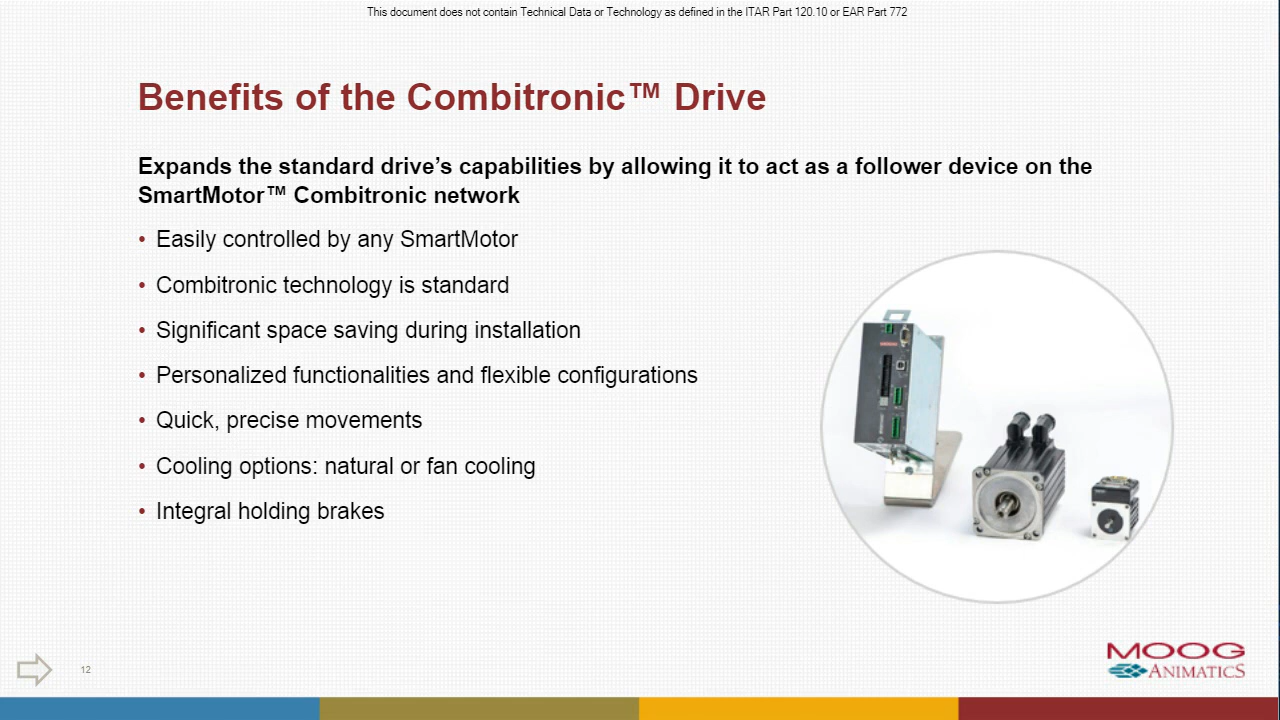 This document does not contain Technical Data or Technology as defined in the ITAR Part 120.10 or EAR Part 772
Benefits of the Combitronic™ Drive
Expands the standard drive’s capabilities by allowing it to act as a follower device on the
SmartMotor™ Combitronic network
• Easily controlled by any SmartMotor
• Combitronic technology is standard
• Significant space saving during installation
• Personalized functionalities and flexible configurations
• Quick, precise movements
• Cooling options: natural or fan cooling
• Integral holding brakes
12
MOOG
ANIMATICS